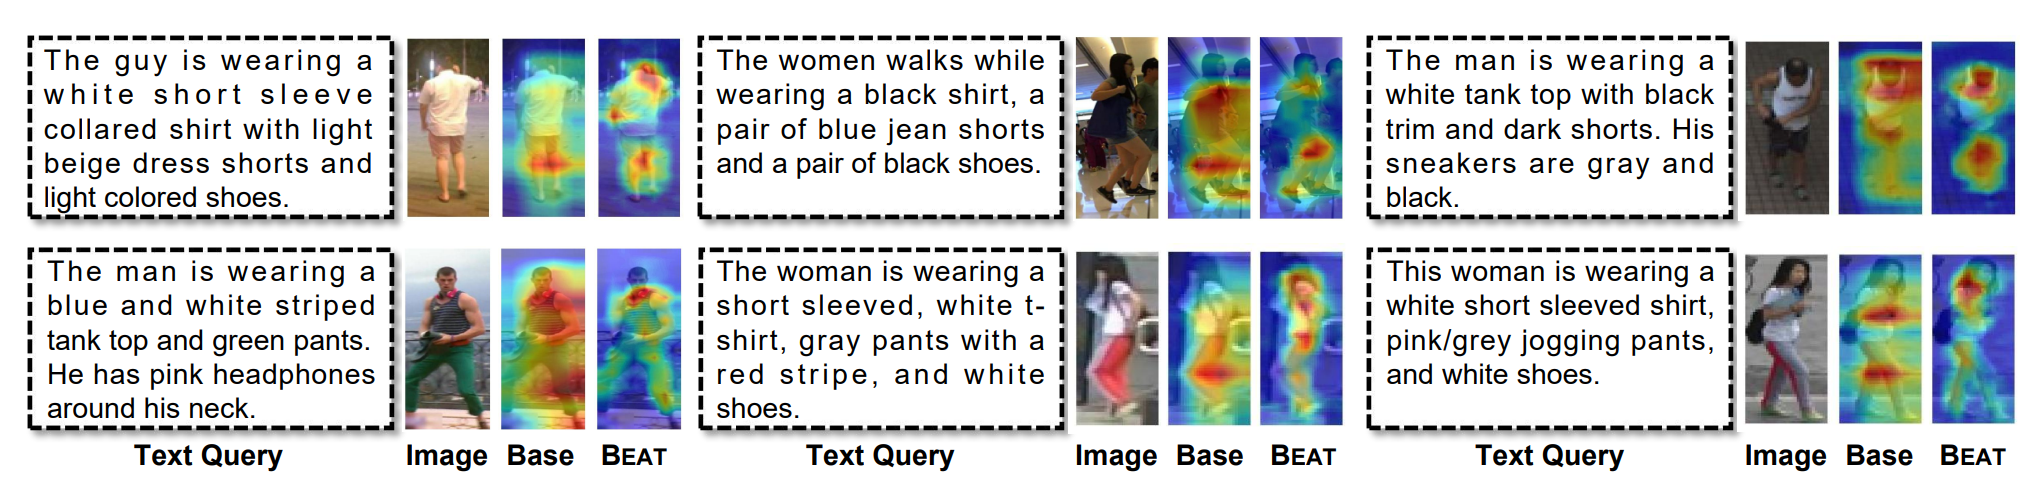 The guy is wearing a
white short sleeve
collared shirt with light
beige dress shorts and
light colored shoes.
The women walks while
wearing a black shirt, a
pair of blue jean shorts
and a pair of black shoes.
The man is wearing a
white tank top with black
trim and dark shorts. His
sneakers are gray and
black.
The man is wearing a
blue and white striped
tank top and green pants.
He has pink headphones
around his neck.
The woman is wearing a
short sleeved, white t-
shirt, gray pants with a
red stripe, and white
shoes.
This woman is wearing a
white short sleeved shirt,
pink/grey jogging pants,
and white shoes.
Text Query Image Base BEAT Text Query Image Base BEAT Text Query Image Base BEAT